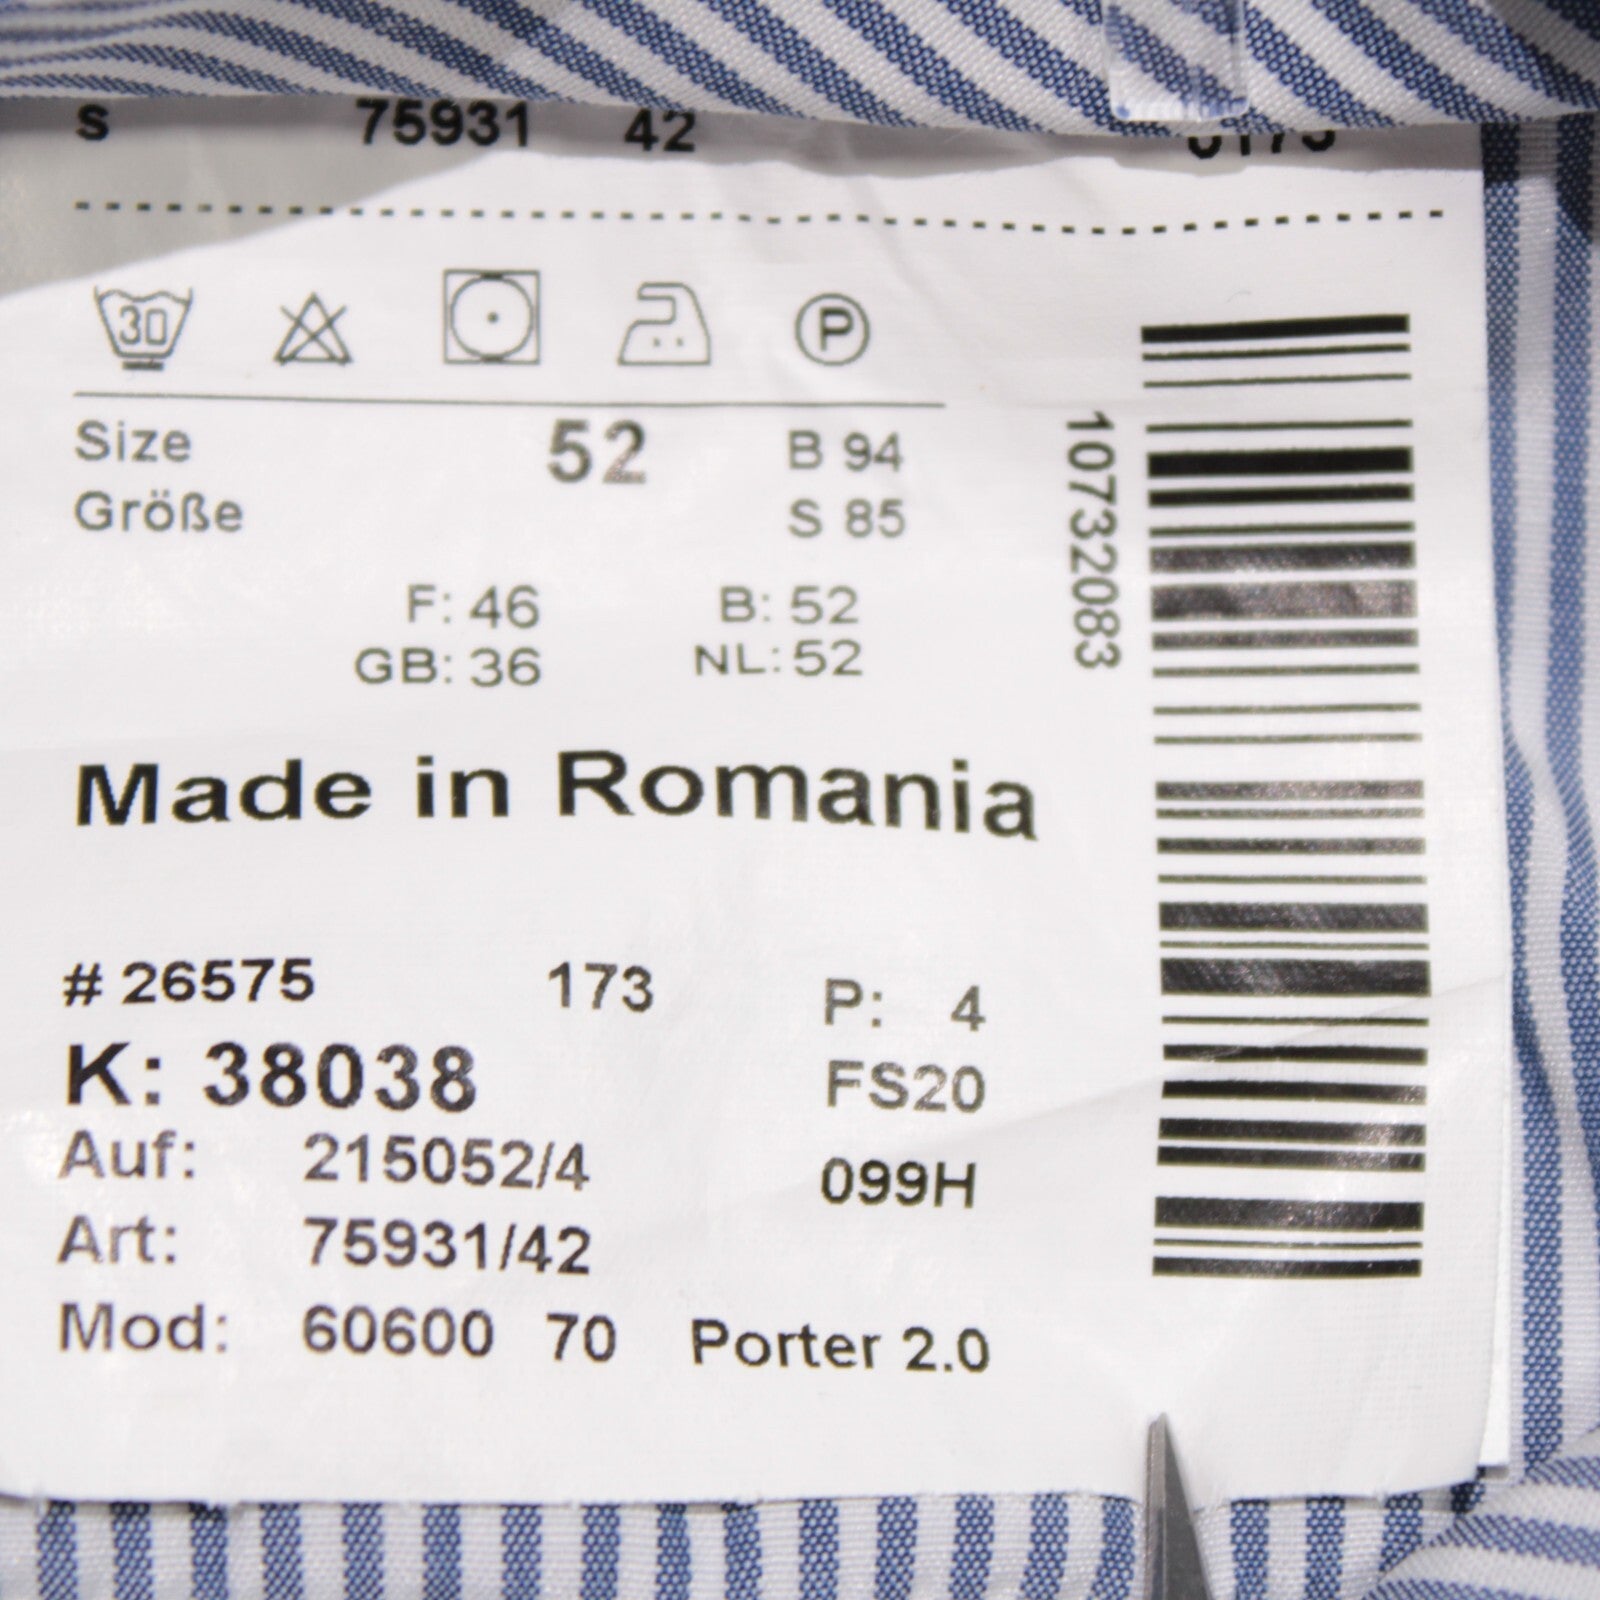 s 75931 42
30 P
Size 52 B 94
Größe S 85
F: 46 B: 52
GB: 36 NL: 52
Made in Romania
# 26575 173 P: 4
K: 38038 FS20
Auf: 215052/4 099H
Art: 75931/42
Mod: 60600 70 Porter 2.0
10732083